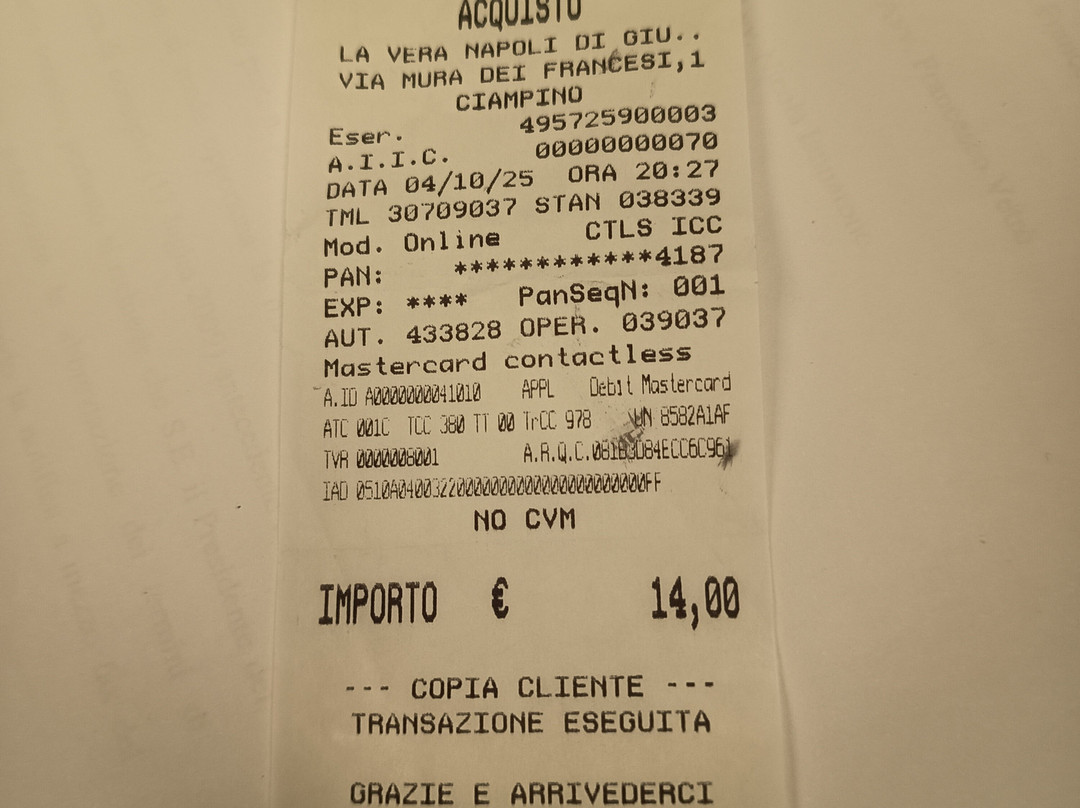 ACQUISTO
LA VERA NAPOLI DI GIU..
VIA MURA DEI FRANCESI,1
CIAMPINO
Eser. 495725900003
A.I.I.C. 00000000070
DATA 04/10/25 ORA 20:27
TML 30709037 STAN 038339
Mod. Online CTLS ICC
PAN: ************4187
EXP: **** PanSeqN: 001
AUT. 433828 OPER. 039037
Mastercard contactless
A.ID A0000000041010 APPL Debit Mastercard
ATC 001C TCC 380 TT 00 TrCC 978 UN 8582A1AF
TVR 0000008001 A.R.Q.C.
IAD
NO CVM
IMPORTO € 14,00
--- COPIA CLIENTE ---
TRANSAZIONE ESEGUITA
GRAZIE E ARRIVEDERCI